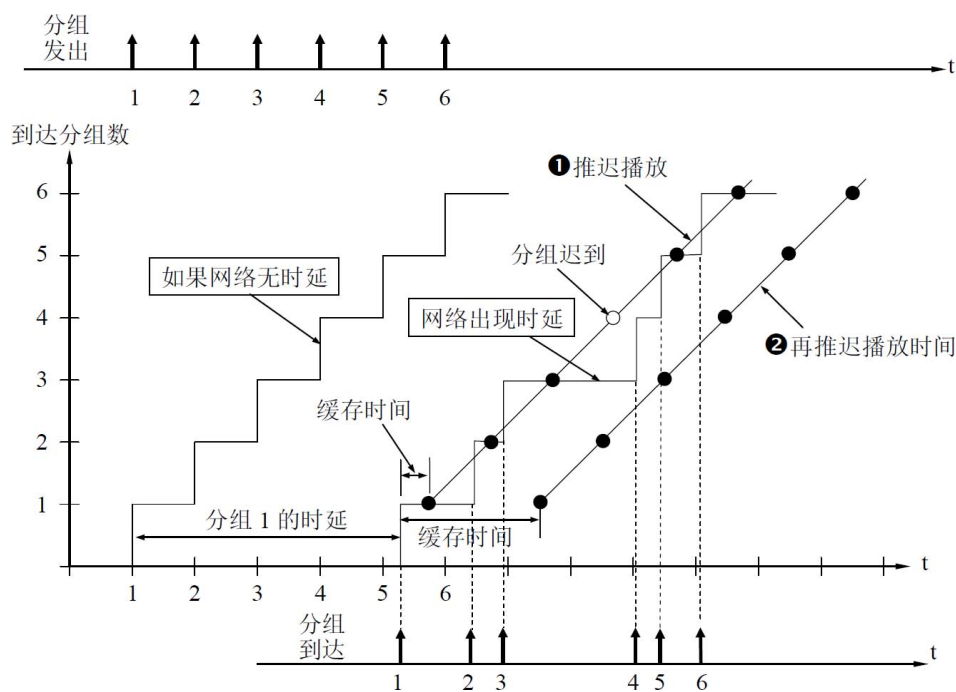 分组
发出
t
1 2 3 4 5 6
到达分组数
6
❶推迟播放
分组迟到
5
如果网络无时延
4
网络出现时延
❷再推迟播放时间
3
缓存时间
2
1
分组 1 的时延
缓存时间
t
1 2 3 4 5 6
分组
到达
t
1 2 3 4 5 6